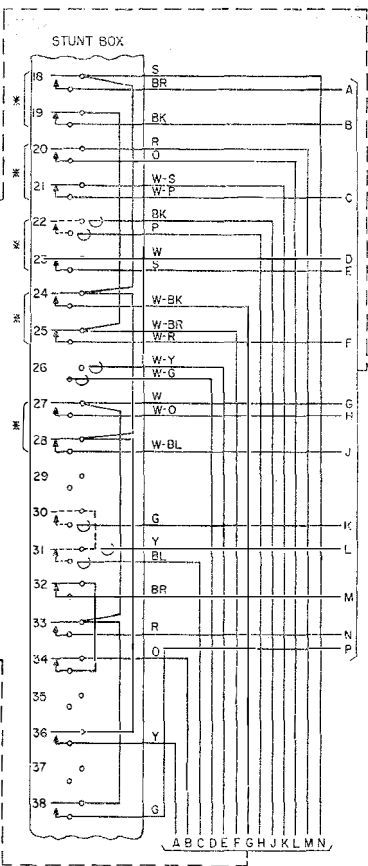 STUNT BOX
18 S
BR A
19
BK B
20 R
O
21 W-S
W-P C
22 BK
P
23 W D
S E
24
W-BK
25 W-BR
W-R F
26 W-Y
W-G
27 W G
W-O H
28
W-BL J
29
30
G K
31 Y L
BL
32
BR M
33
R N
P
34 O
35
36
Y
37
38
G
A B C D E F G H J K L M N